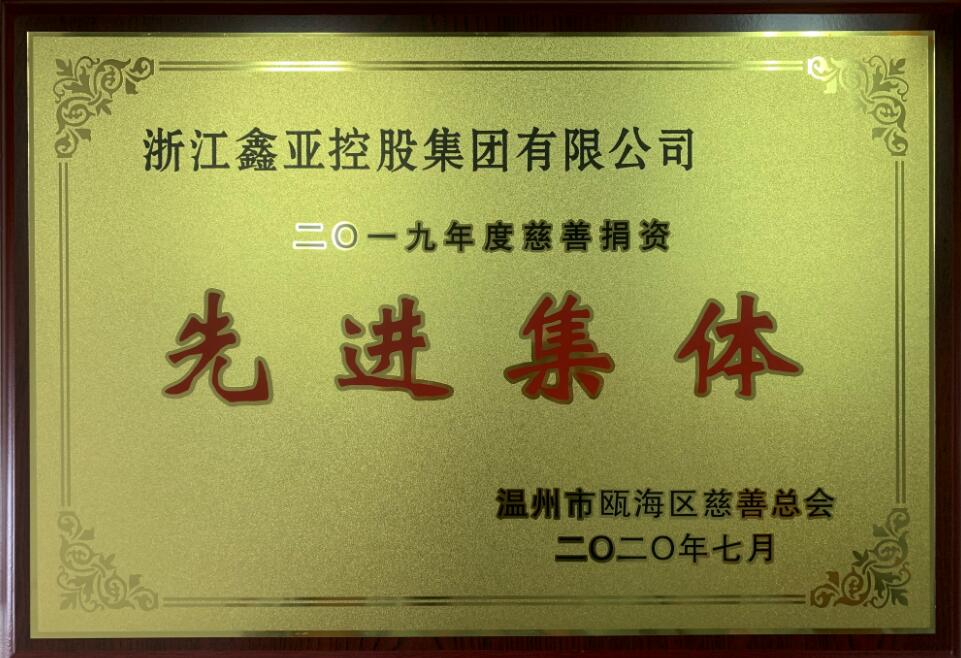 浙江鑫亚控股集团有限公司
二〇一九年度慈善捐资
先进集体
温州市瓯海区慈善总会
二〇二〇年七月